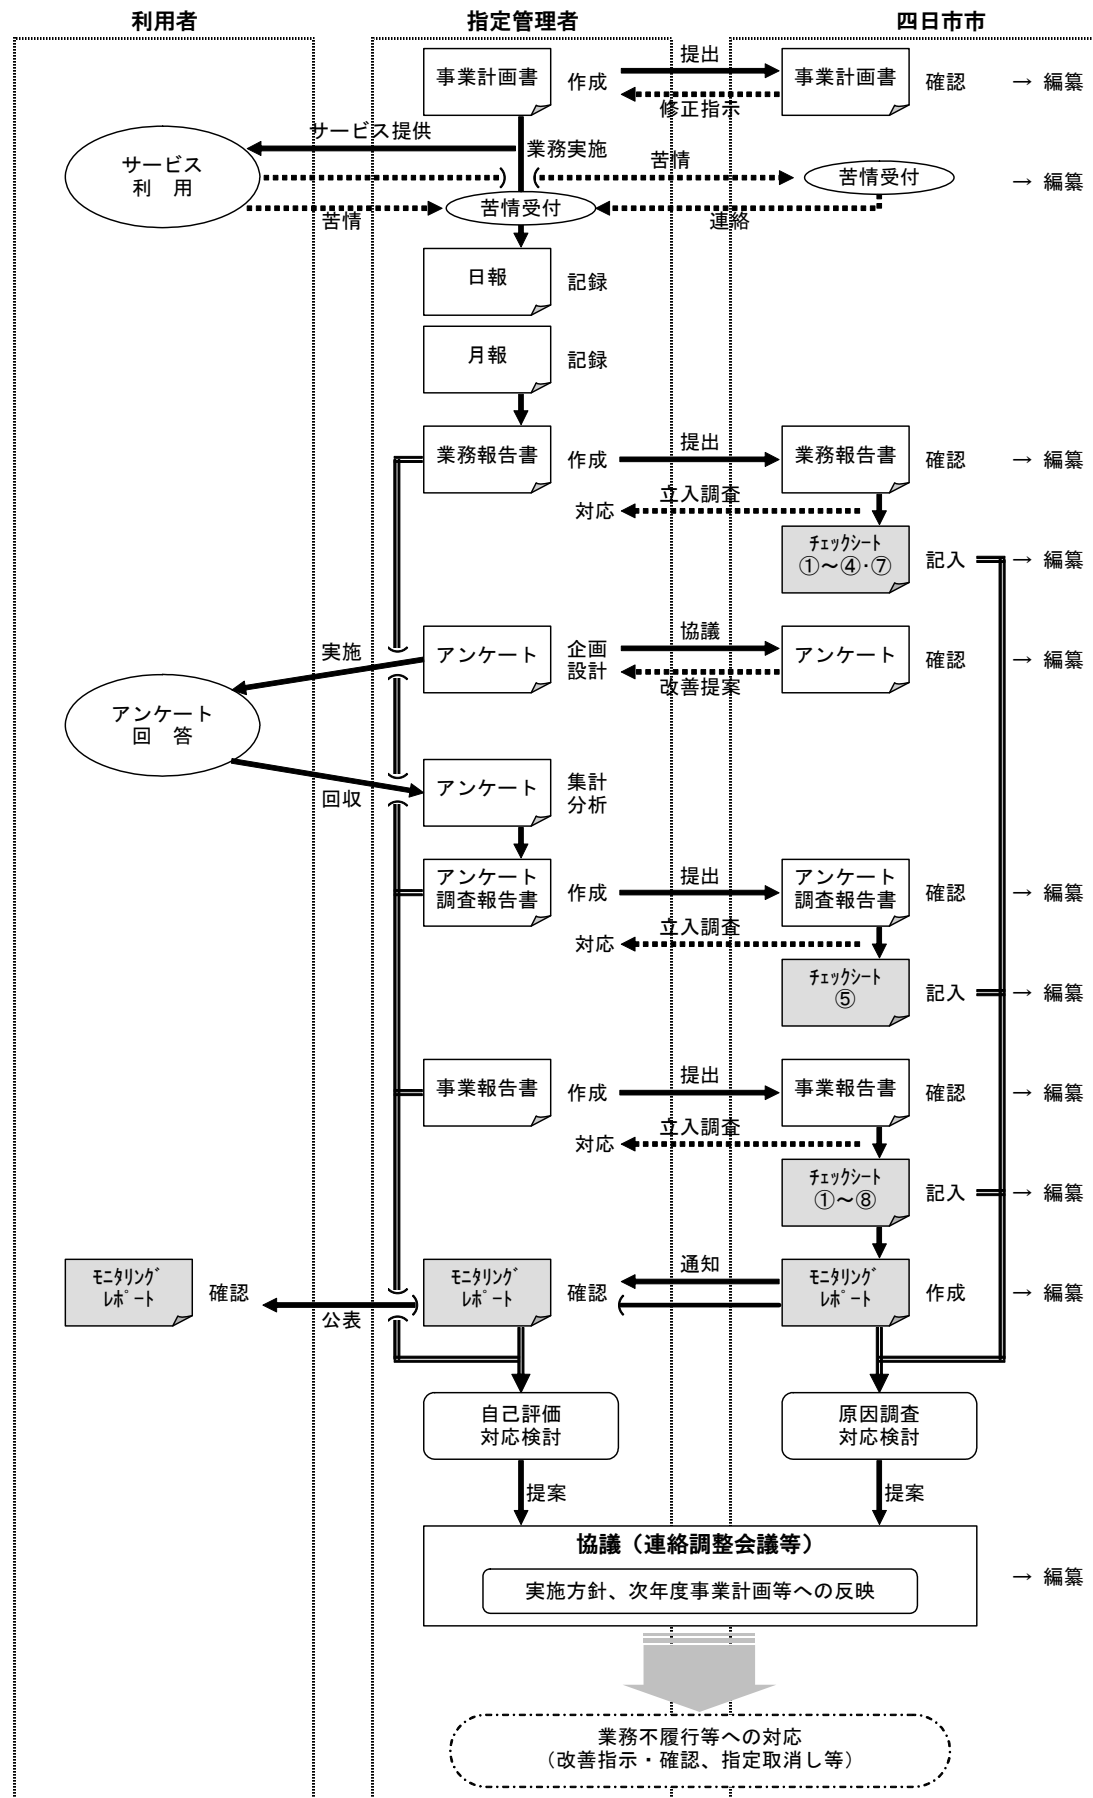 利用者
指定管理者
四日市市
事業計画書
作成
提出
修正指示
事業計画書
確認
→ 編纂
サービス提供
業務実施
サービス
利　用
苦情
苦情受付
→ 編纂
苦情
苦情受付
連絡
日報
記録
月報
記録
業務報告書
作成
提出
業務報告書
確認
→ 編纂
対応
立入調査
ﾁｪｯｸｼｰﾄ
①～④･⑦
記入
→ 編纂
実施
アンケート
企画
設計
協議
改善提案
アンケート
確認
→ 編纂
アンケート
回　答
回収
アンケート
集計
分析
アンケート
調査報告書
作成
提出
アンケート
調査報告書
確認
→ 編纂
対応
立入調査
ﾁｪｯｸｼｰﾄ
⑤
記入
→ 編纂
事業報告書
作成
提出
事業報告書
確認
→ 編纂
対応
立入調査
ﾁｪｯｸｼｰﾄ
①～⑧
記入
→ 編纂
ﾓﾆﾀﾘﾝｸﾞ
ﾚﾎﾟｰﾄ
確認
公表
ﾓﾆﾀﾘﾝｸﾞ
ﾚﾎﾟｰﾄ
確認
通知
ﾓﾆﾀﾘﾝｸﾞ
ﾚﾎﾟｰﾄ
作成
→ 編纂
自己評価
対応検討
原因調査
対応検討
提案
提案
協議（連絡調整会議等）
実施方針、次年度事業計画等への反映
→ 編纂
業務不履行等への対応
（改善指示・確認、指定取消し等）